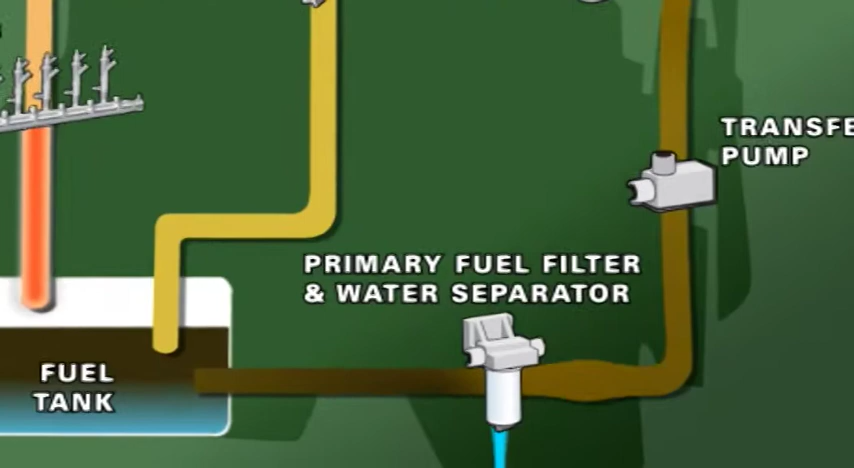 TRANSFE
PUMP
PRIMARY FUEL FILTER
& WATER SEPARATOR
FUEL
TANK